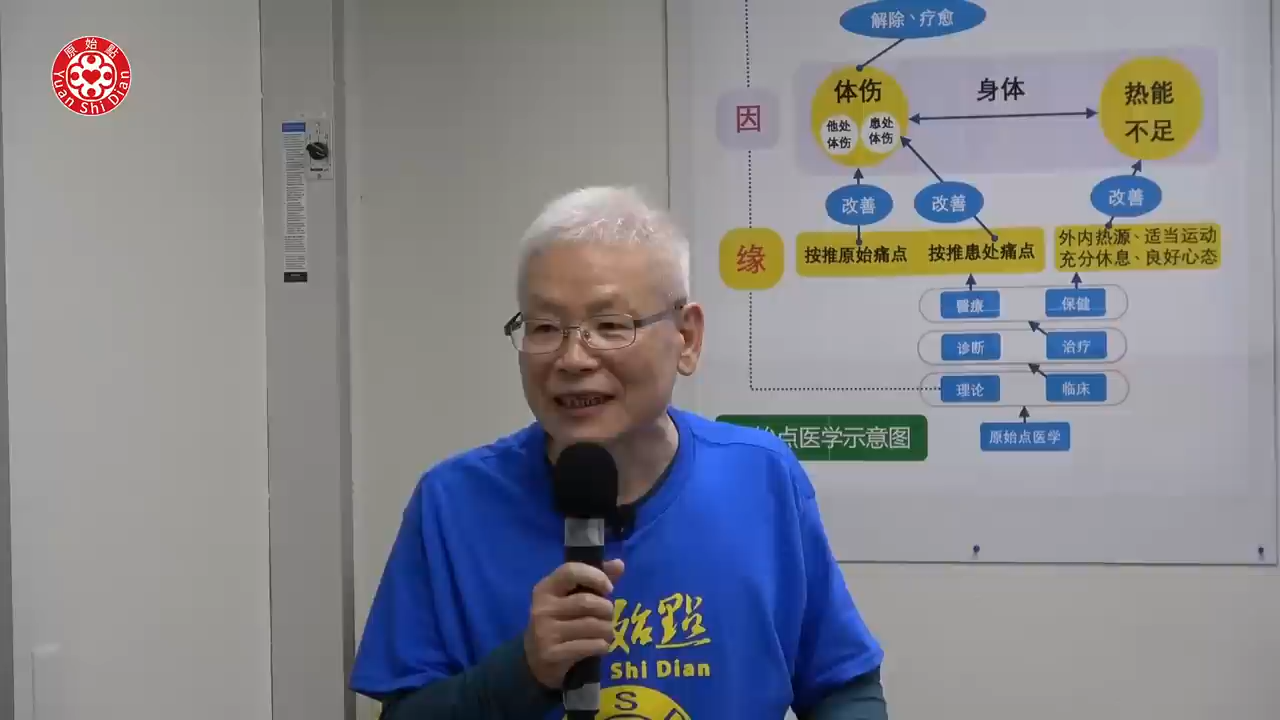 原始點
Yuan Shi Dian
解除、疗愈
因
体伤
他处
体伤
患处
体伤
身体
热能
不足
改善
改善
改善
缘
按推原始痛点
按推患处痛点
外内热源、适当运动
充分休息、良好心态
醫療
保健
诊断
治疗
理论
临床
始点医学示意图
原始点医学
始點
Shi Dian
S